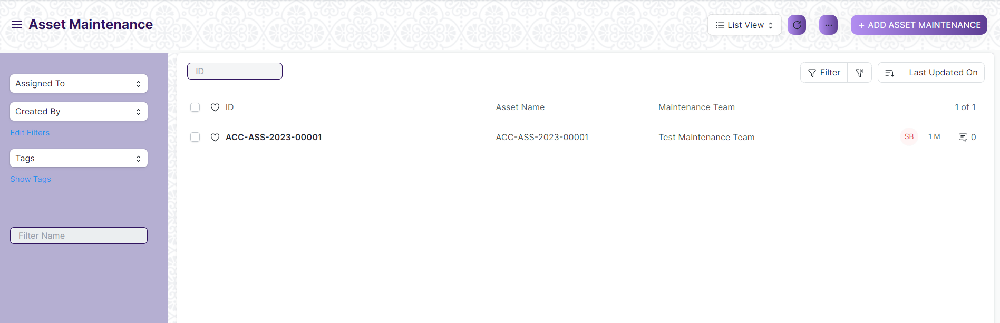 Asset Maintenance
List View
+ ADD ASSET MAINTENANCE
Assigned To
Created By
Edit Filters
Tags
Show Tags
Filter Name
ID
Filter
Last Updated On
ID Asset Name Maintenance Team 1 of 1
ACC-ASS-2023-00001 ACC-ASS-2023-00001 Test Maintenance Team SB 1 M 0